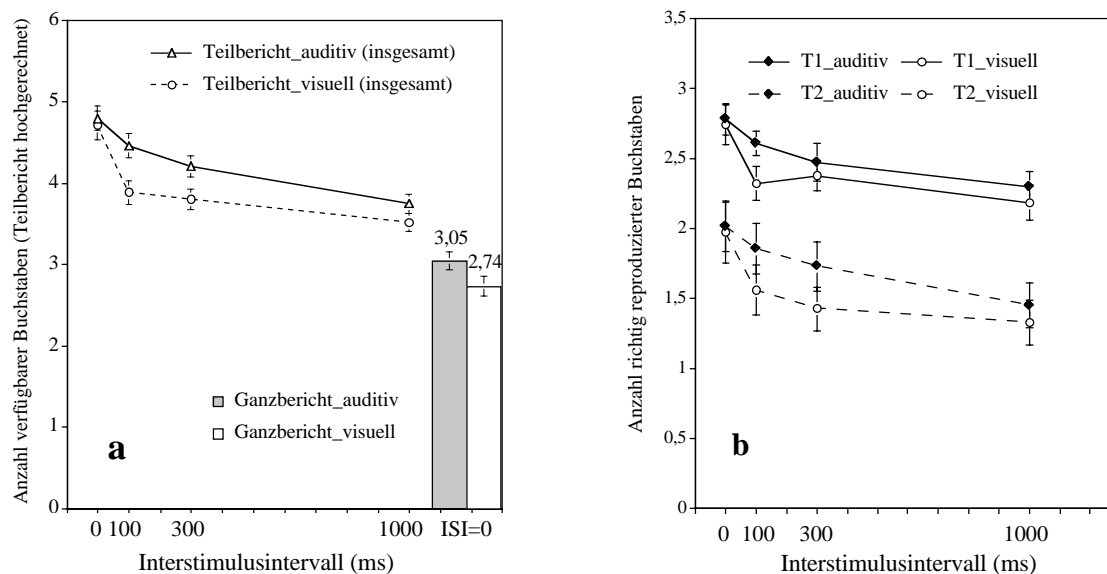 Anzahl verfügbarer Buchstaben (Teilbericht hochgerechnet)
6
5
4
3
2
1
0
Teilbericht_auditiv (insgesamt)
Teilbericht_visuell (insgesamt)
3,05
2,74
Ganzbericht_auditiv
Ganzbericht_visuell
a
0 100 300 1000 ISI=0
Interstimulusintervall (ms)
Anzahl richtig reproduzierter Buchstaben
3,5
3
2,5
2
1,5
1
0,5
0
T1_auditiv T1_visuell
T2_auditiv T2_visuell
b
0 100 300 1000
Interstimulusintervall (ms)